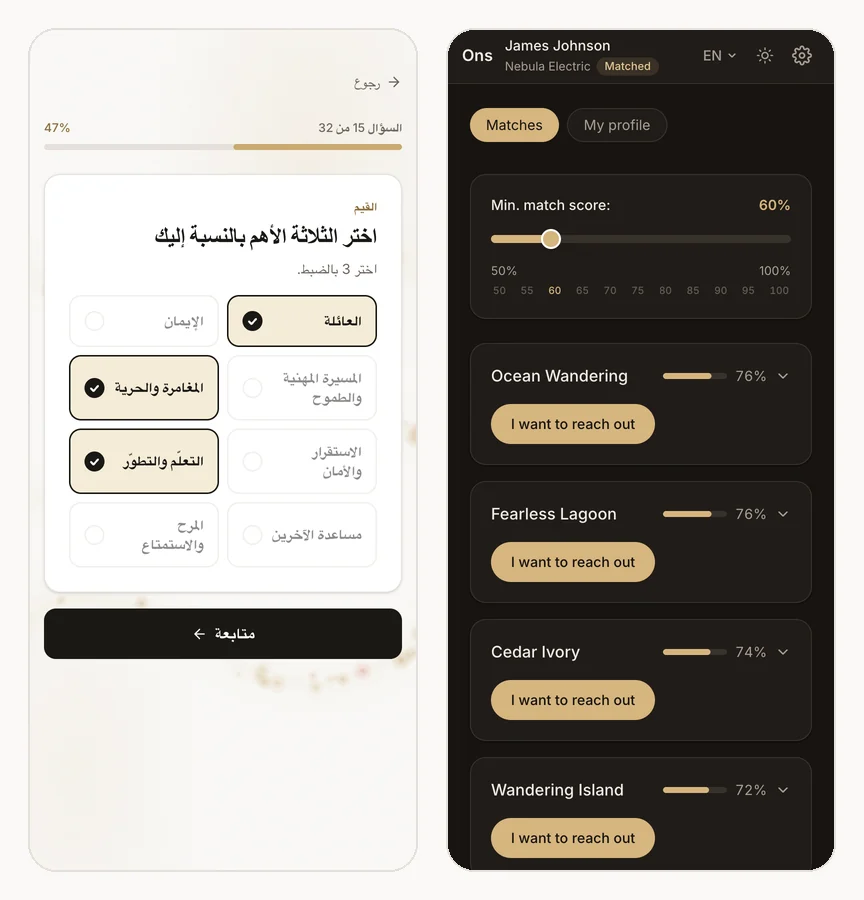 رجوع
السؤال 15 من 32
47%
القيم
اختر الثلاثة الأهم بالنسبة إليك
اختر 3 بالضبط.
العائلة
الإيمان
المسيرة المهنية
والطموح
المغامرة والحرية
الاستقرار
والأمان
التعلّم والتطوّر
مساعدة الآخرين
المرح
والاستمتاع
متابعة
Ons
James Johnson
Nebula Electric Matched
EN
Matches
My profile
Min. match score: 60%
50% 100%
50 55 60 65 70 75 80 85 90 95 100
Ocean Wandering 76%
I want to reach out
Fearless Lagoon 76%
I want to reach out
Cedar Ivory 74%
I want to reach out
Wandering Island 72%
I want to reach out